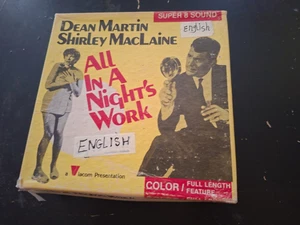 SUPER 8 SOUND
DEAN MARTIN
English
SHIRLEY MACLAINE
ALL
IN A
NIGHT'S
WORK
ENGLISH
a Viacom Presentation
COLOR / FULL LENGTH
FEATURE